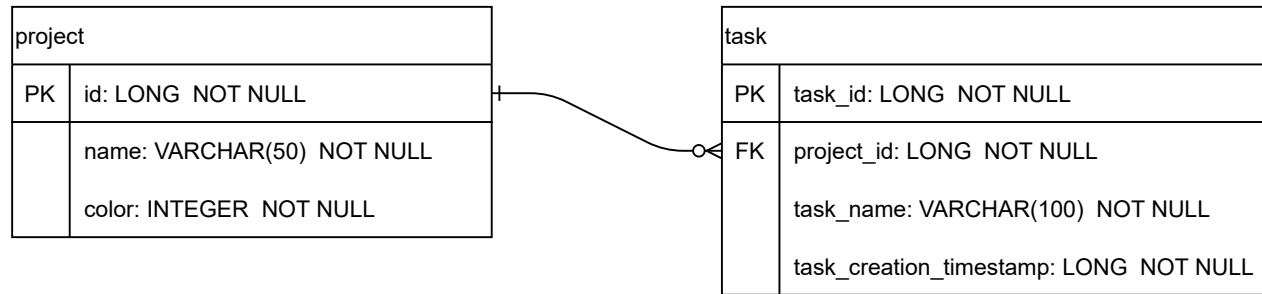 project
PK id: LONG  NOT NULL
name: VARCHAR(50)  NOT NULL
color: INTEGER  NOT NULL
task
PK task_id: LONG  NOT NULL
FK project_id: LONG  NOT NULL
task_name: VARCHAR(100)  NOT NULL
task_creation_timestamp: LONG  NOT NULL